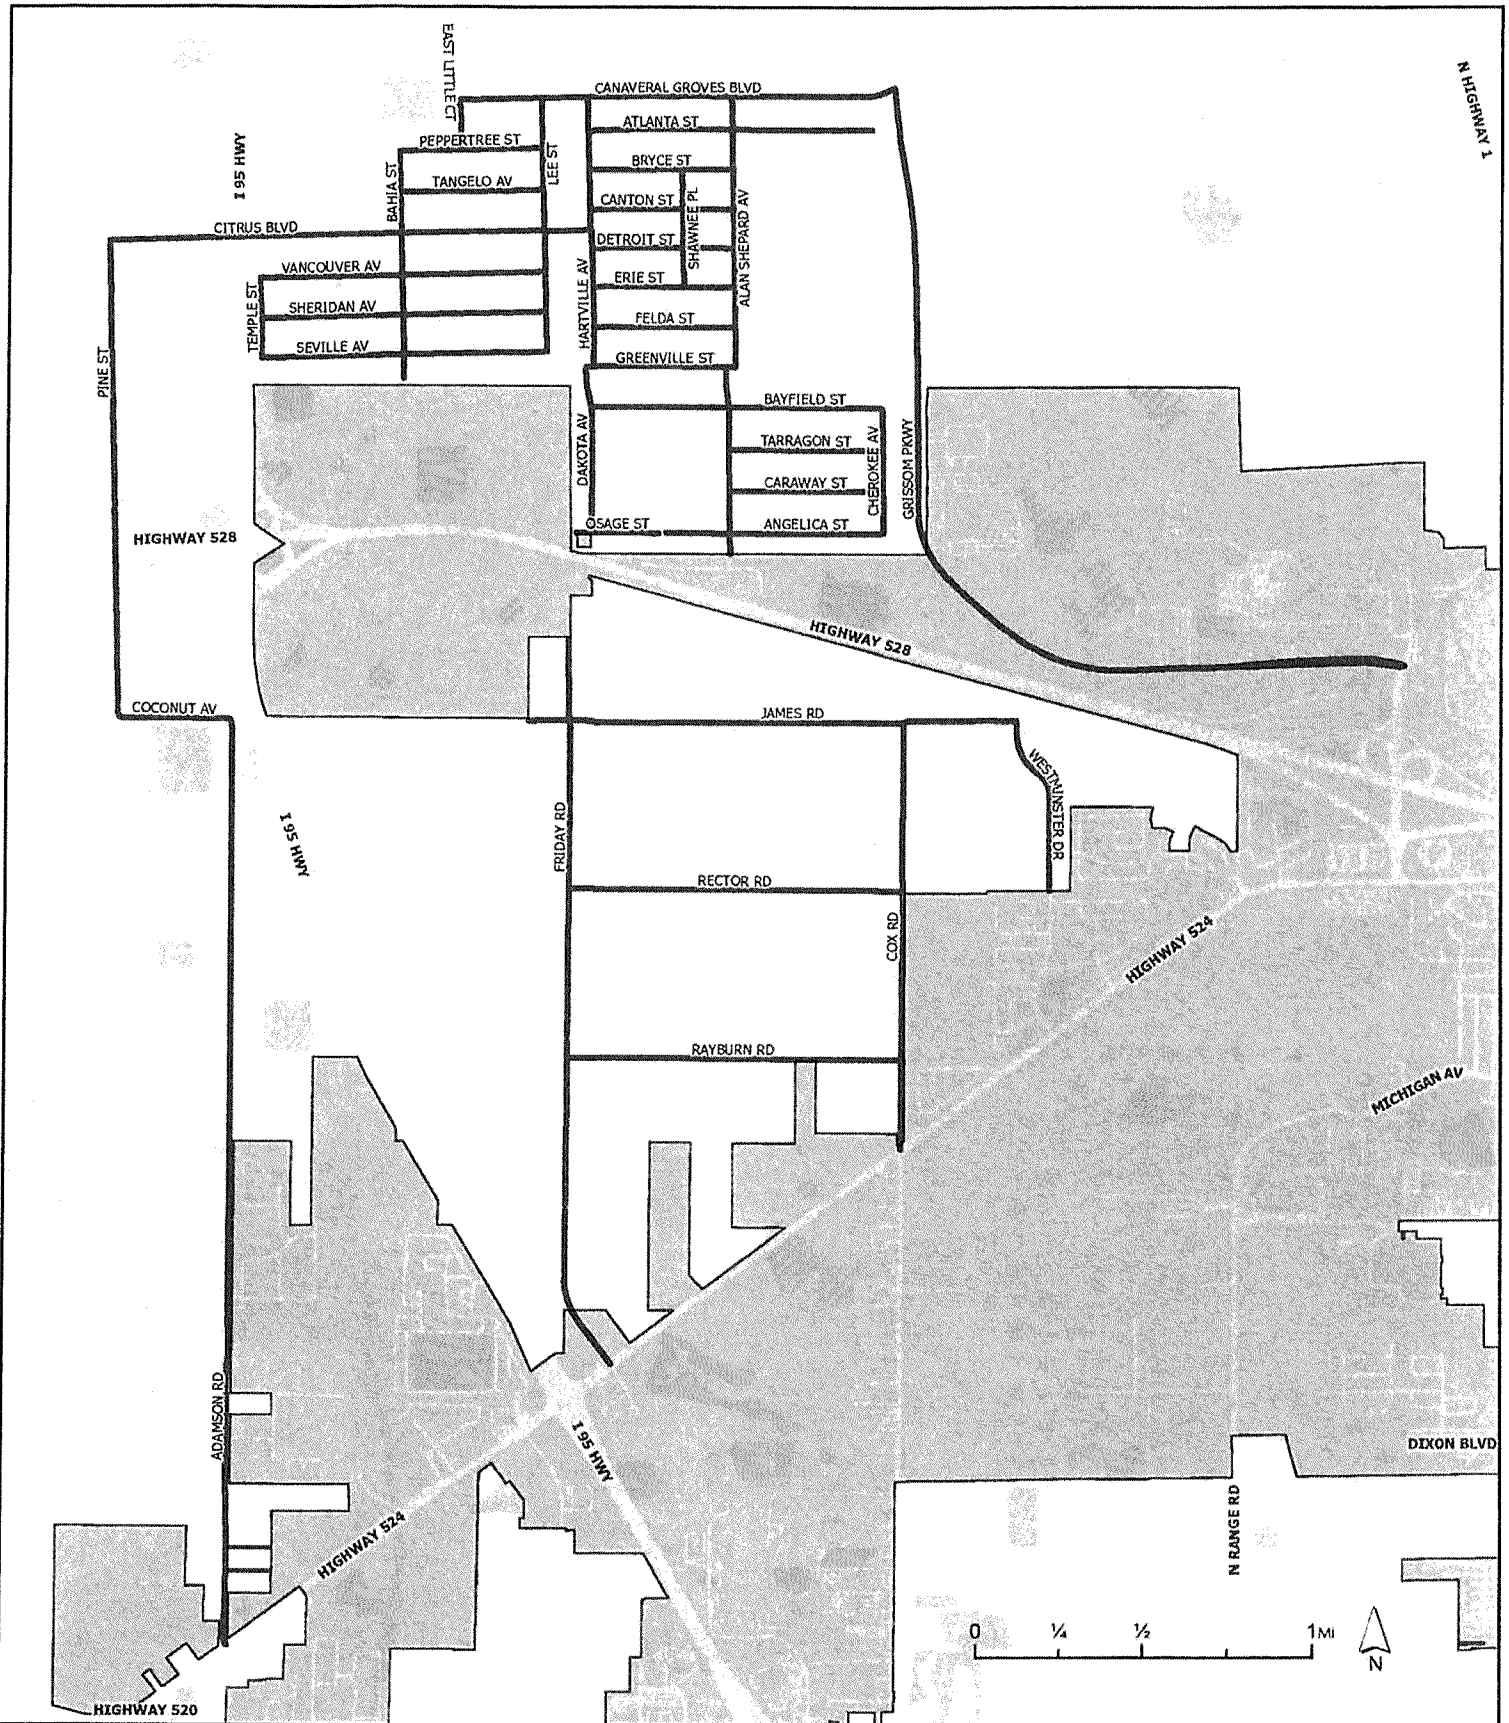 EAST LITTLE CT
CANAVERAL GROVES BLVD
N HIGHWAY 1
ATLANTA ST
PEPPERTREE ST
I 95 HWY
LEE ST
BRYCE ST
BAHIA ST
TANGELO AV
CANTON ST
SHAWNEE PL
ALAN SHEPARD AV
CITRUS BLVD
DETROIT ST
VANCOUVER AV
ERIE ST
HARTVILLE AV
TEMPLE ST
SHERIDAN AV
FELDA ST
SEVILLE AV
GREENVILLE ST
PINE ST
BAYFIELD ST
DAKOTA AV
TARRAGON ST
CHEROKEE AV
GRISSOM PKWY
CARAWAY ST
OSAGE ST
ANGELICA ST
HIGHWAY 528
HIGHWAY 528
COCONUT AV
JAMES RD
WESTMINSTER DR
I 95 HWY
FRIDAY RD
RECTOR RD
COX RD
HIGHWAY 524
RAYBURN RD
MICHIGAN AV
ADAMSON RD
I 95 HWY
DIXON BLVD
HIGHWAY 524
N RANGE RD
0 ¼ ½ 1 MI
N
HIGHWAY 520